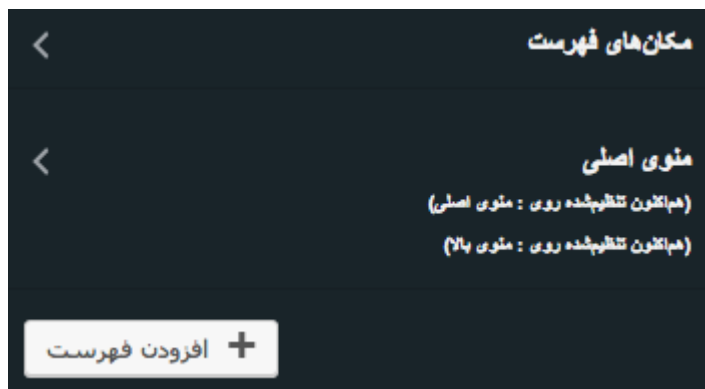 مکان‌های فهرست
منوی اصلی
(هم‌اکنون تنظیم‌شده روی : منوی اصلی)
(هم‌اکنون تنظیم‌شده روی : منوی بالا)
افزودن فهرست